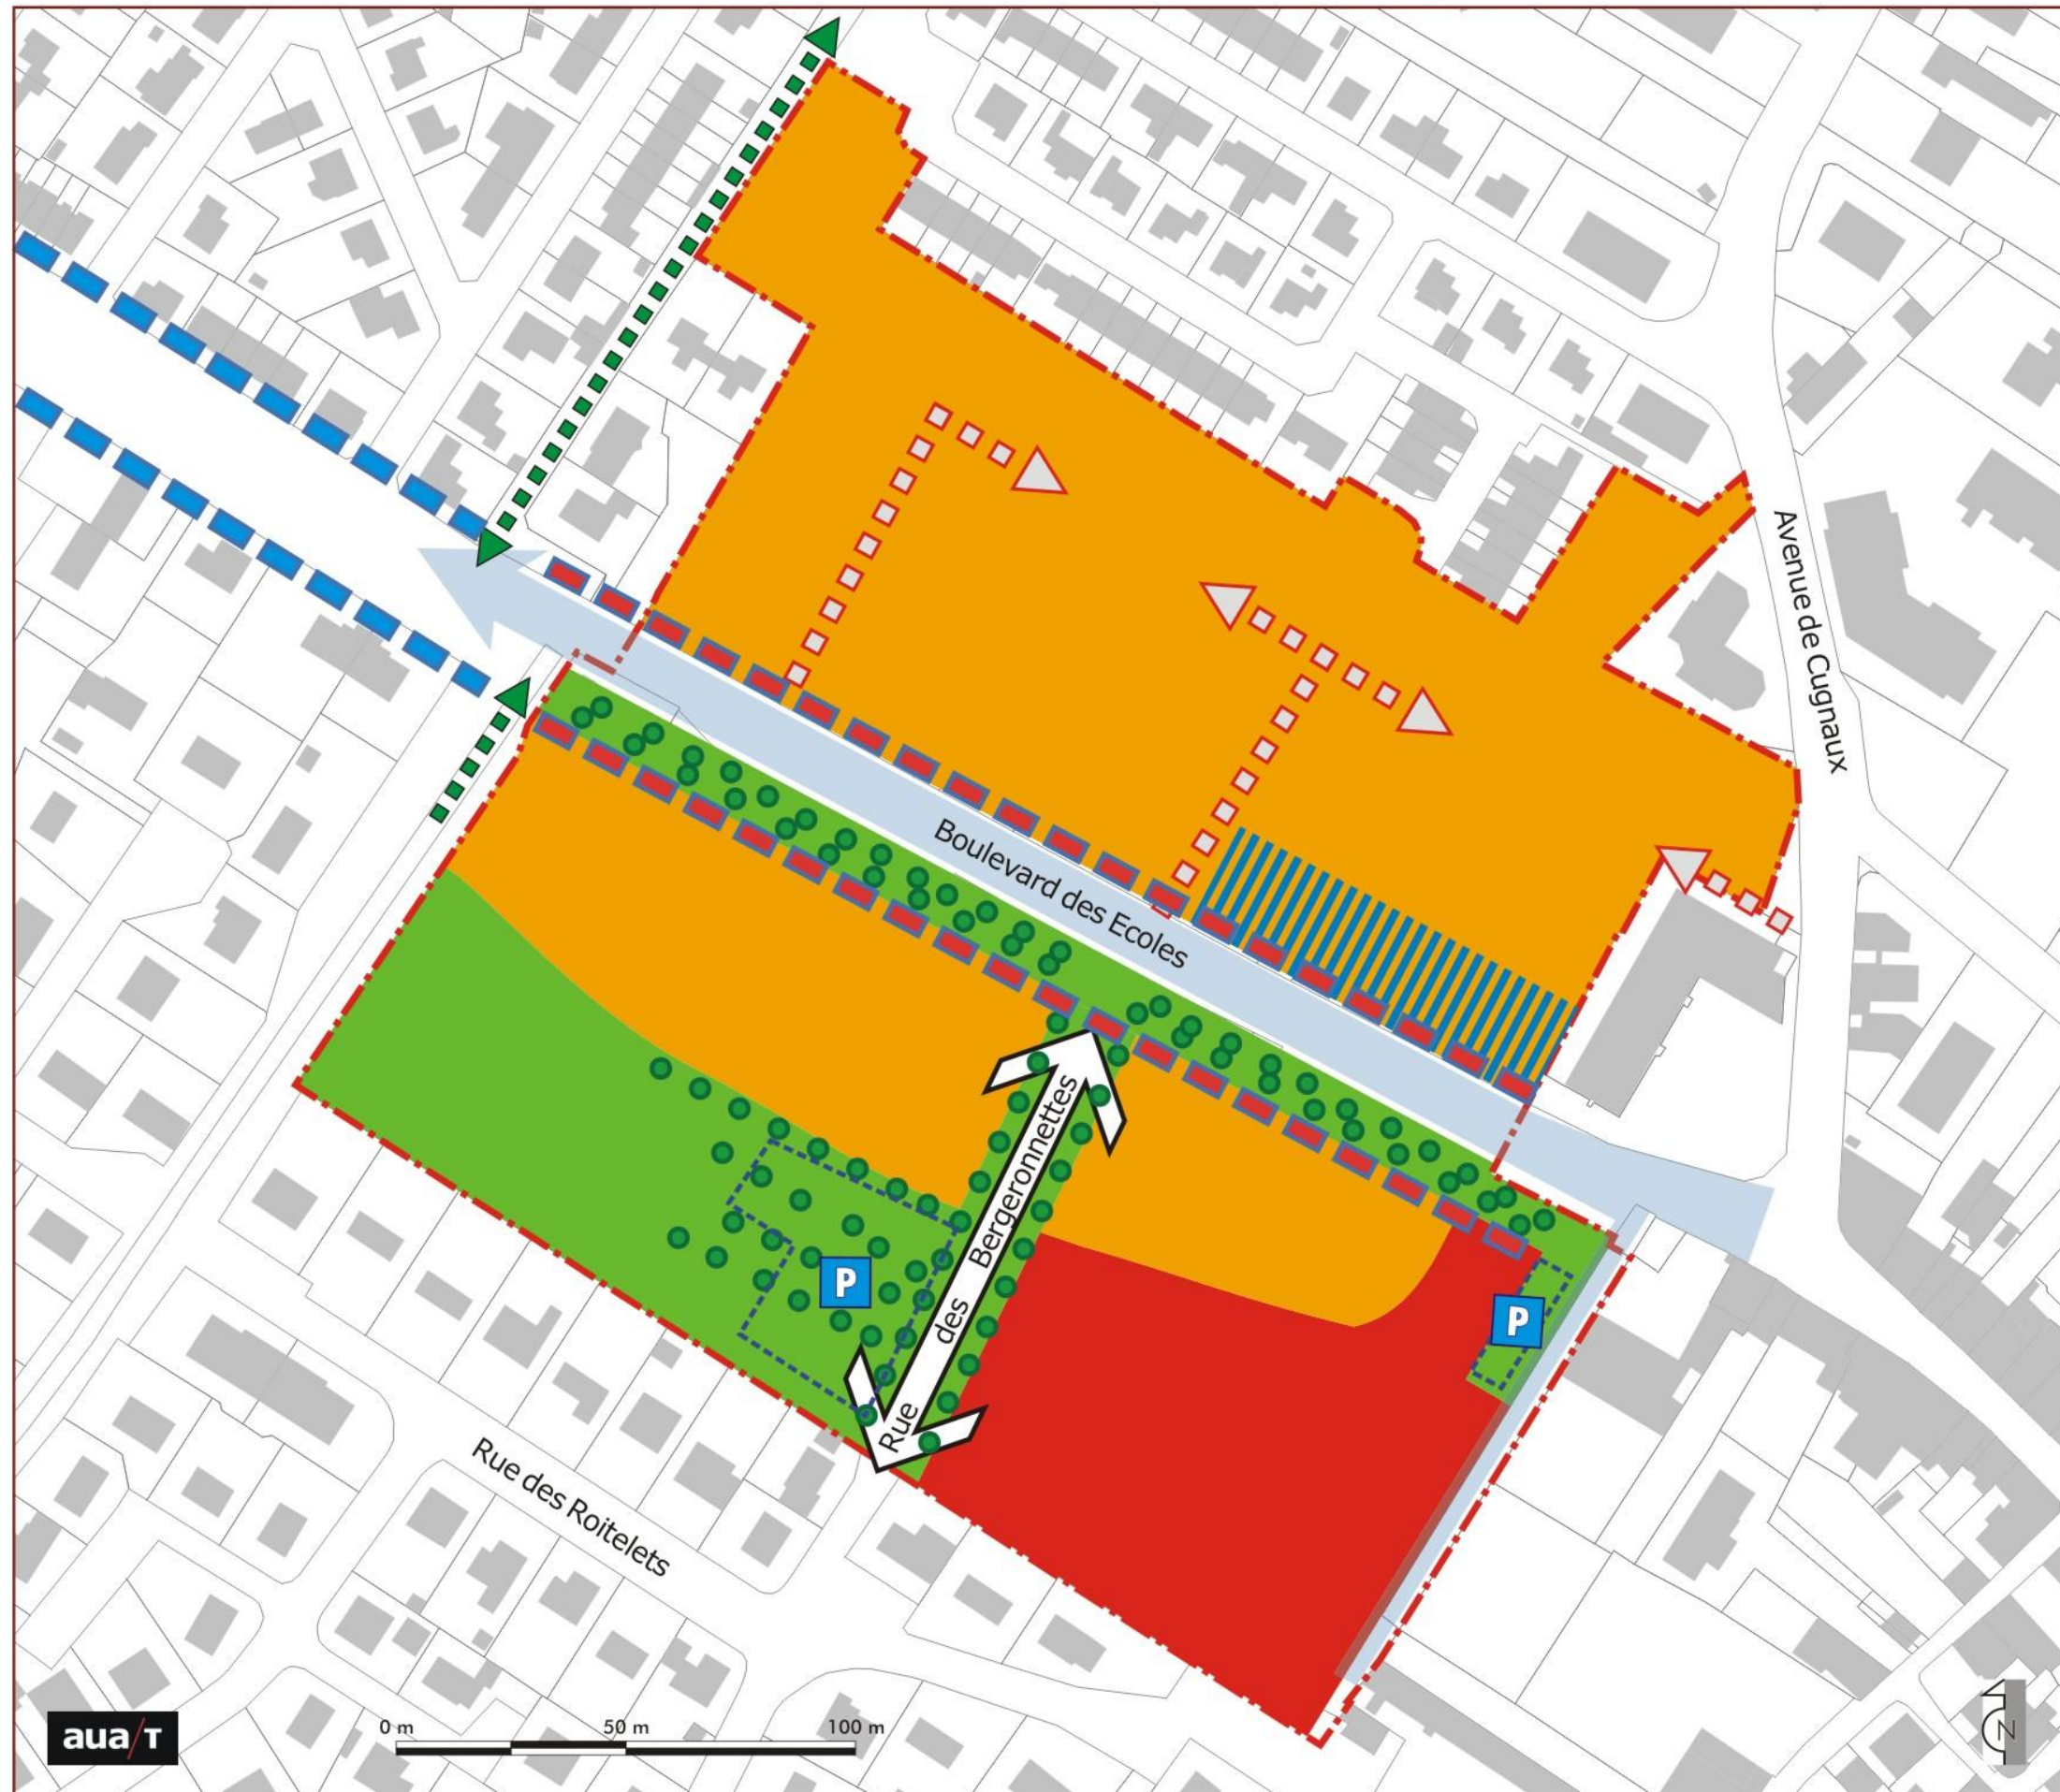 Avenue de Cugnaux
Boulevard des Ecoles
Rue des Bergeronnettes
P
P
Rue des Roitelets
aua/T
0 m 50 m 100 m
N